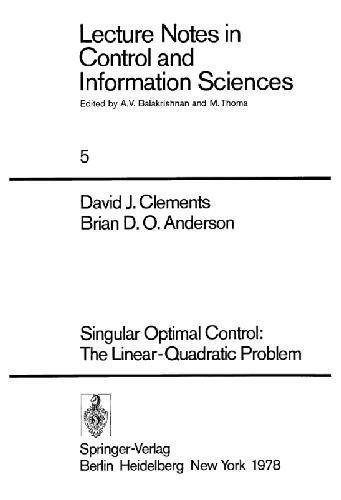 Lecture Notes in
Control and
Information Sciences
Edited by A.V. Balakrishnan and M. Thoma
5
David J. Clements
Brian D. O. Anderson
Singular Optimal Control:
The Linear-Quadratic Problem
Springer-Verlag
Berlin Heidelberg New York 1978